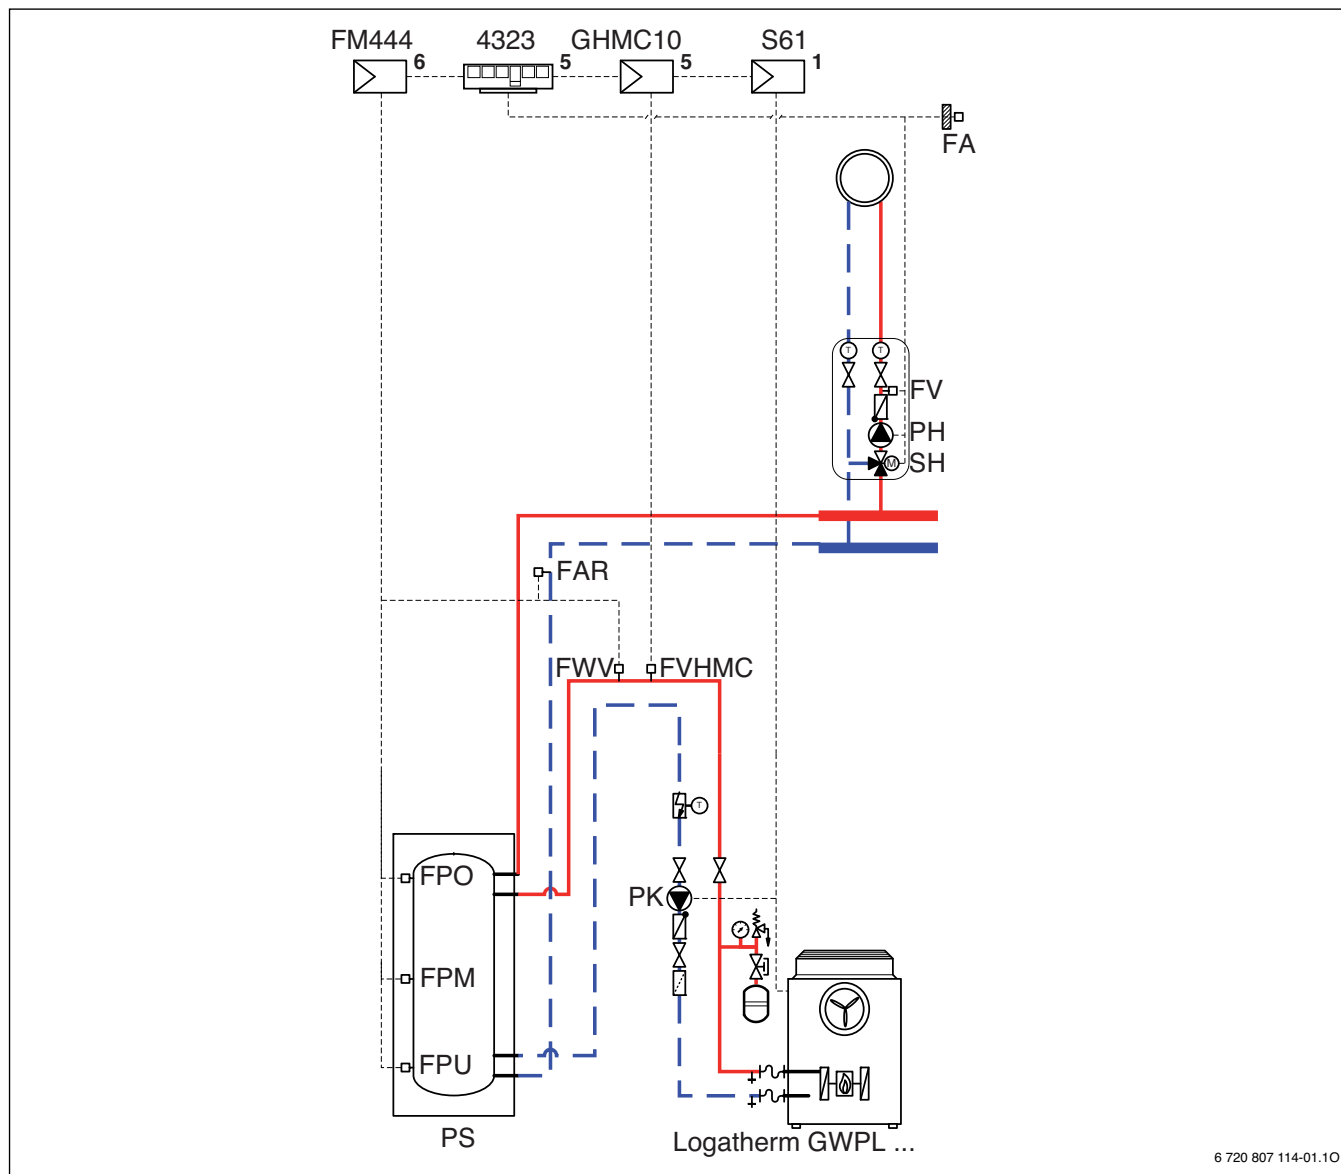 FM444
4323
GHMC10
S61
6
5
5
1
FA
T
T
FV
PH
M
SH
FAR
FWV
FVHMC
T
FPO
PK
FPM
FPU
PS
Logatherm GWPL ...
6 720 807 114-01.1O